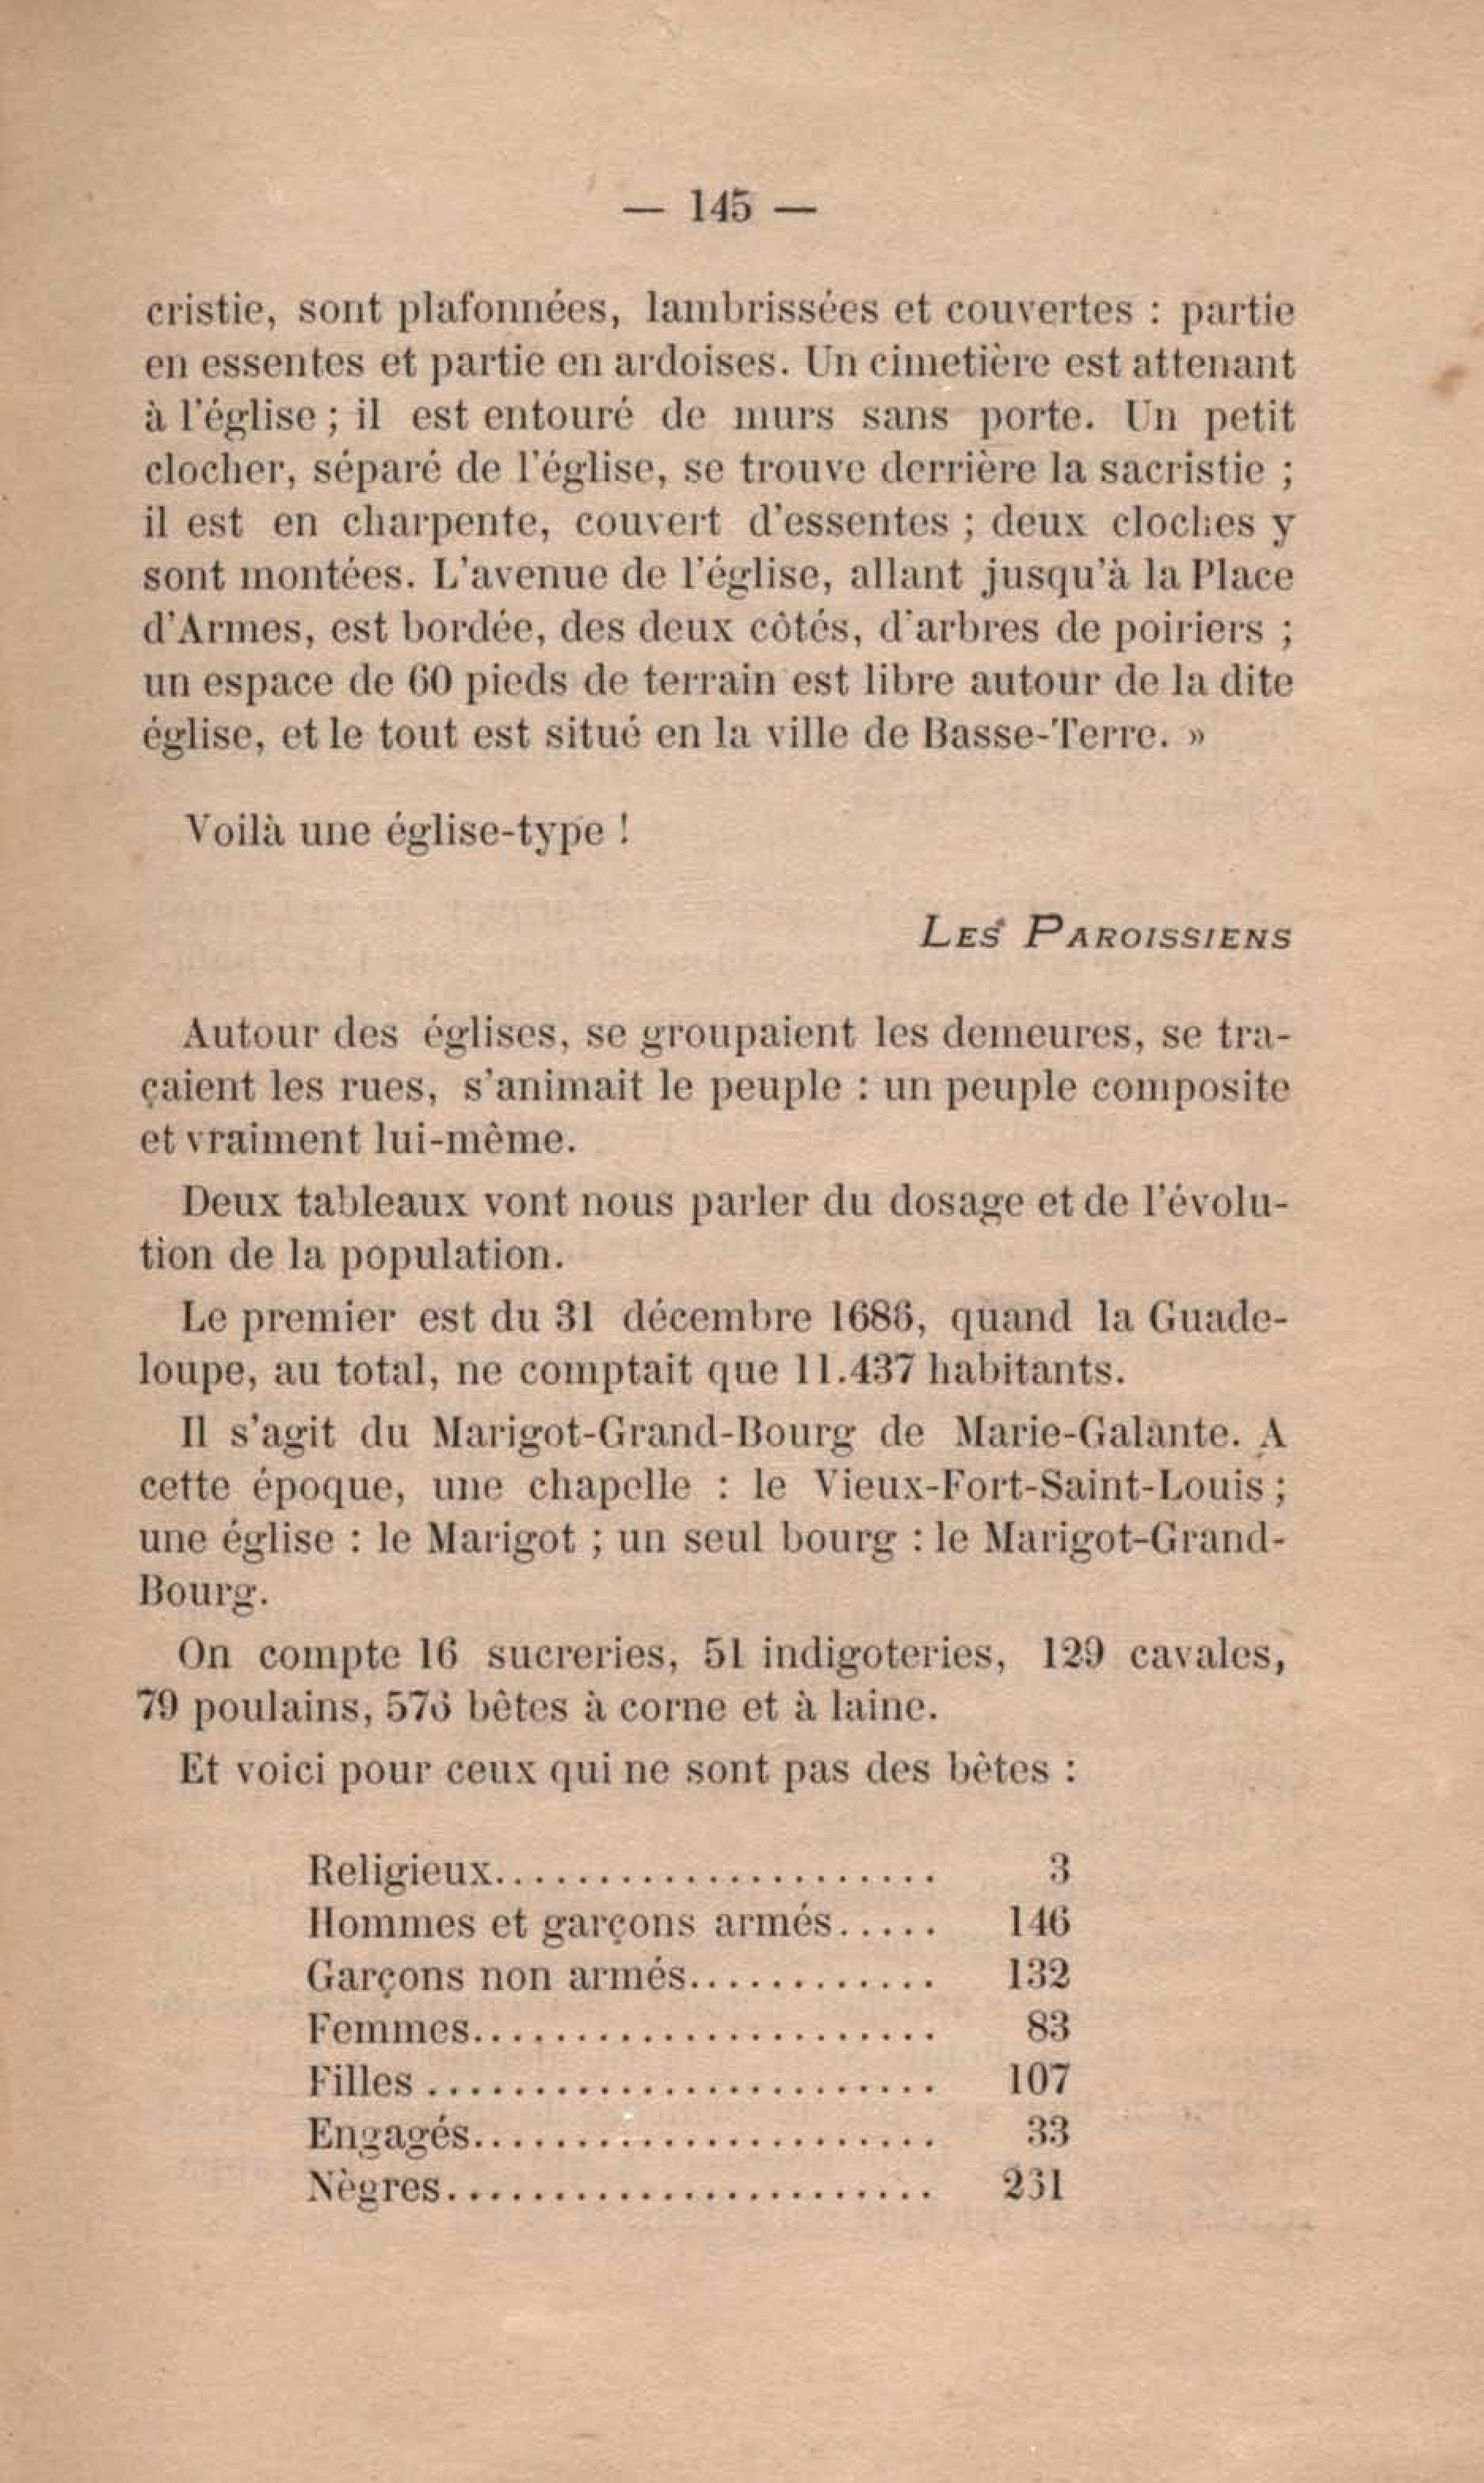 — 145 —
cristie, sont plafonnées, lambrissées et couvertes : partie
en essentes et partie en ardoises. Un cimetière est attenant
à l'église ; il est entouré de murs sans porte. Un petit
clocher, séparé de l'église, se trouve derrière la sacristie ;
il est en charpente, couvert d'essentes ; deux cloches y
sont montées. L'avenue de l'église, allant jusqu'à la Place
d'Armes, est bordée, des deux côtés, d'arbres de poiriers ;
un espace de 60 pieds de terrain est libre autour de la dite
église, et le tout est situé en la ville de Basse-Terre. »
Voilà une église-type !
LES PAROISSIENS
Autour des églises, se groupaient les demeures, se tra-
çaient les rues, s'animait le peuple : un peuple composite
et vraiment lui-même.
Deux tableaux vont nous parler du dosage et de l'évolu-
tion de la population.
Le premier est du 31 décembre 1686, quand la Guade-
loupe, au total, ne comptait que 11.437 habitants.
Il s'agit du Marigot-Grand-Bourg de Marie-Galante. A
cette époque, une chapelle : le Vieux-Fort-Saint-Louis ;
une église : le Marigot ; un seul bourg : le Marigot-Grand-
Bourg.
On compte 16 sucreries, 51 indigoteries, 129 cavales,
79 poulains, bêtes à corne et à laine.
Et voici pour ceux qui ne sont pas des bêtes :
Religieux..................... 3
Hommes et garçons armés..... 146
Garçons non armés............ 132
Femmes...................... 83
Filles ........................ 107
Engagés...................... 33
Nègres.......................